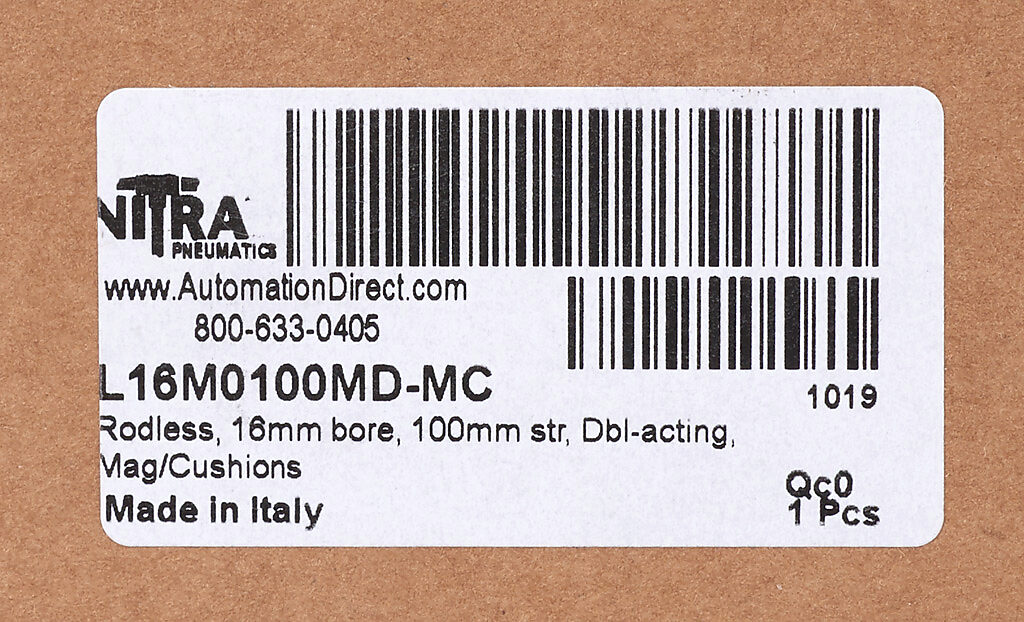 NITRA
PNEUMATICS
www.AutomationDirect.com
800-633-0405
L16M0100MD-MC
1019
Rodless, 16mm bore, 100mm str, Dbl-acting,
Mag/Cushions
Made in Italy
Qc0
1 Pcs